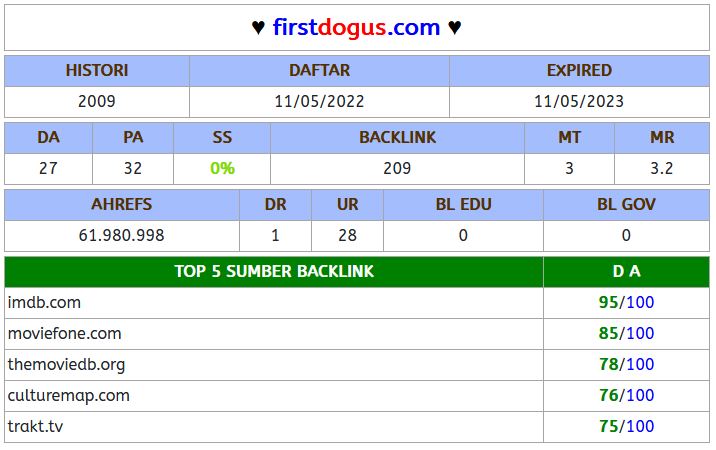 ♥ firstdogus.com ♥
HISTORI DAFTAR EXPIRED
2009 11/05/2022 11/05/2023
DA PA SS BACKLINK MT MR
27 32 0% 209 3 3.2
AHREFS DR UR BL EDU BL GOV
61.980.998 1 28 0 0
TOP 5 SUMBER BACKLINK D A
imdb.com 95/100
moviefone.com 85/100
themoviedb.org 78/100
culturemap.com 76/100
trakt.tv 75/100